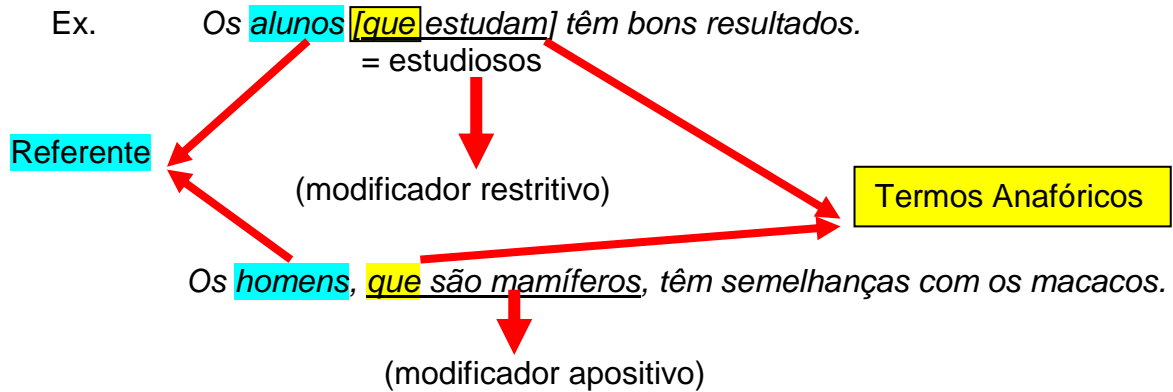 Ex. Os alunos [que estudam] têm bons resultados.
= estudiosos
Referente
(modificador restritivo)
Termos Anafóricos
Os homens, que são mamíferos, têm semelhanças com os macacos.
(modificador apositivo)